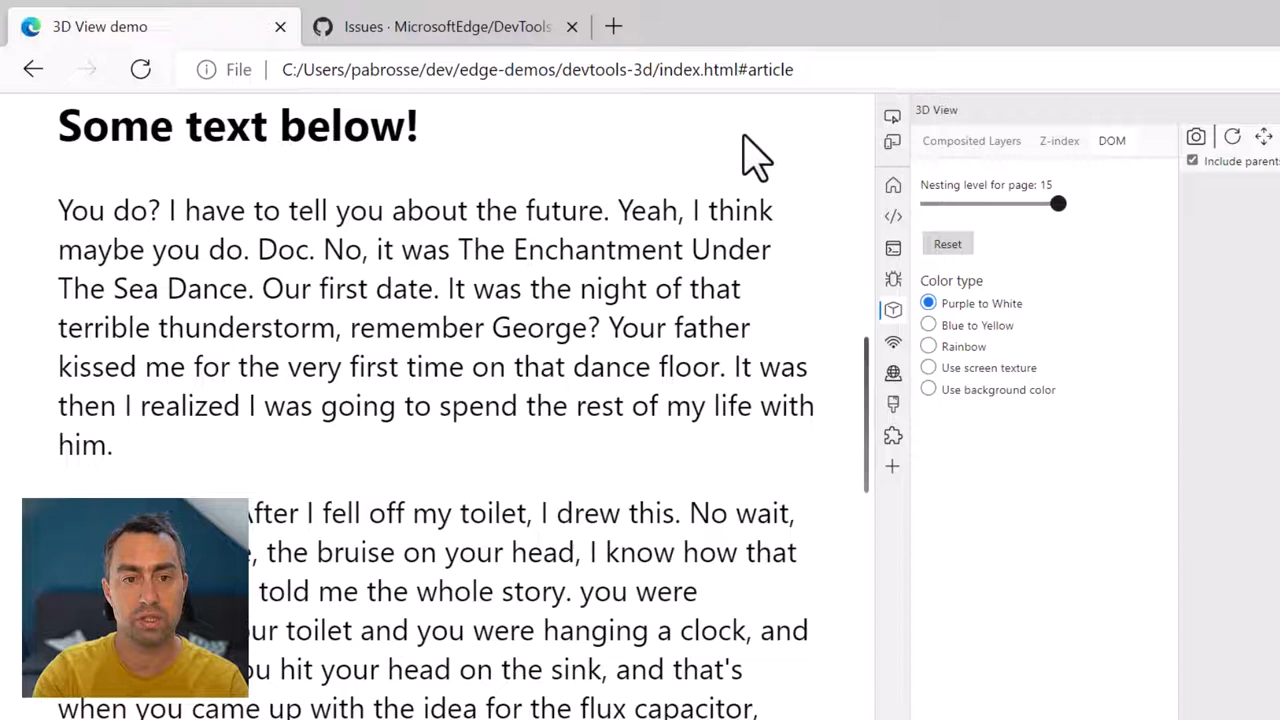 3D View demo
Issues · MicrosoftEdge/DevTools
File
C:/Users/pabrosse/dev/edge-demos/devtools-3d/index.html#article
Some text below!
You do? I have to tell you about the future. Yeah, I think
maybe you do. Doc. No, it was The Enchantment Under
The Sea Dance. Our first date. It was the night of that
terrible thunderstorm, remember George? Your father
kissed me for the very first time on that dance floor. It was
then I realized I was going to spend the rest of my life with
him.
After I fell off my toilet, I drew this. No wait,
the bruise on your head, I know how that
told me the whole story. you were
toilet and you were hanging a clock, and
hit your head on the sink, and that's
when you came up with the idea for the flux capacitor,
3D View
Composited Layers Z-index DOM
Include parents
Nesting level for page: 15
Reset
Color type
Purple to White
Blue to Yellow
Rainbow
Use screen texture
Use background color